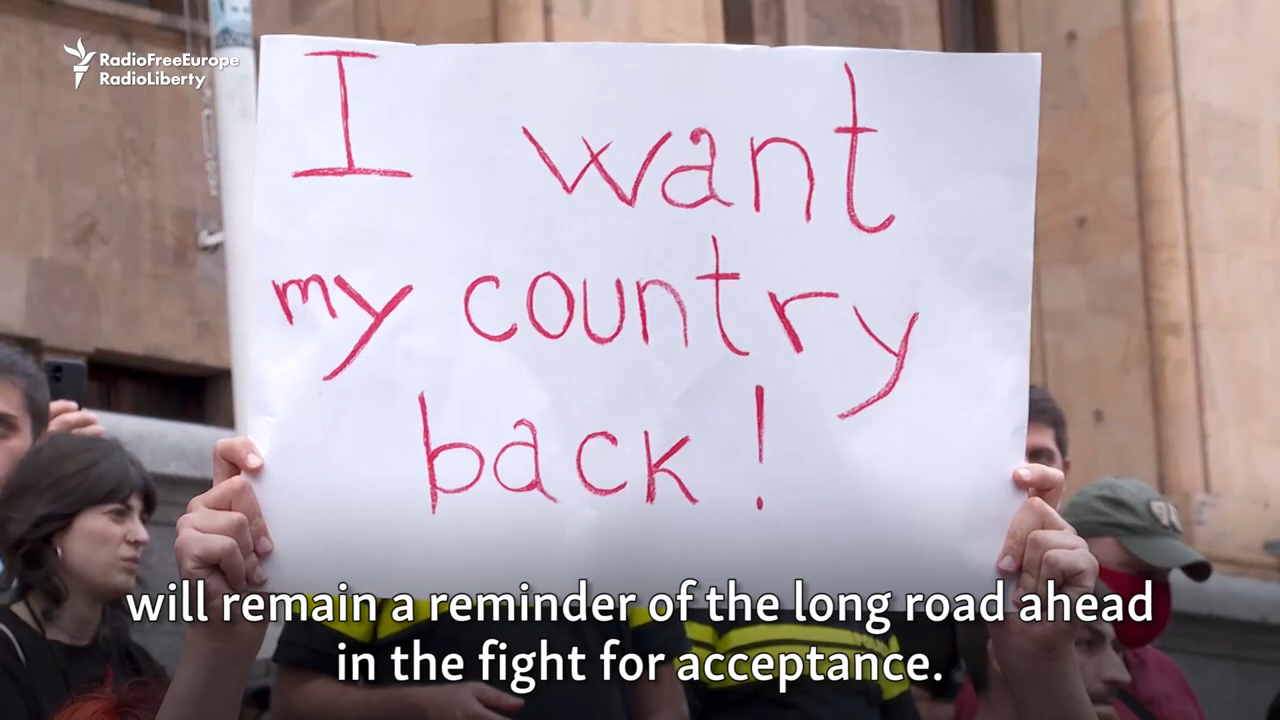 RadioFreeEurope
RadioLiberty
I want
my country
back!
will remain a reminder of the long road ahead
in the fight for acceptance.